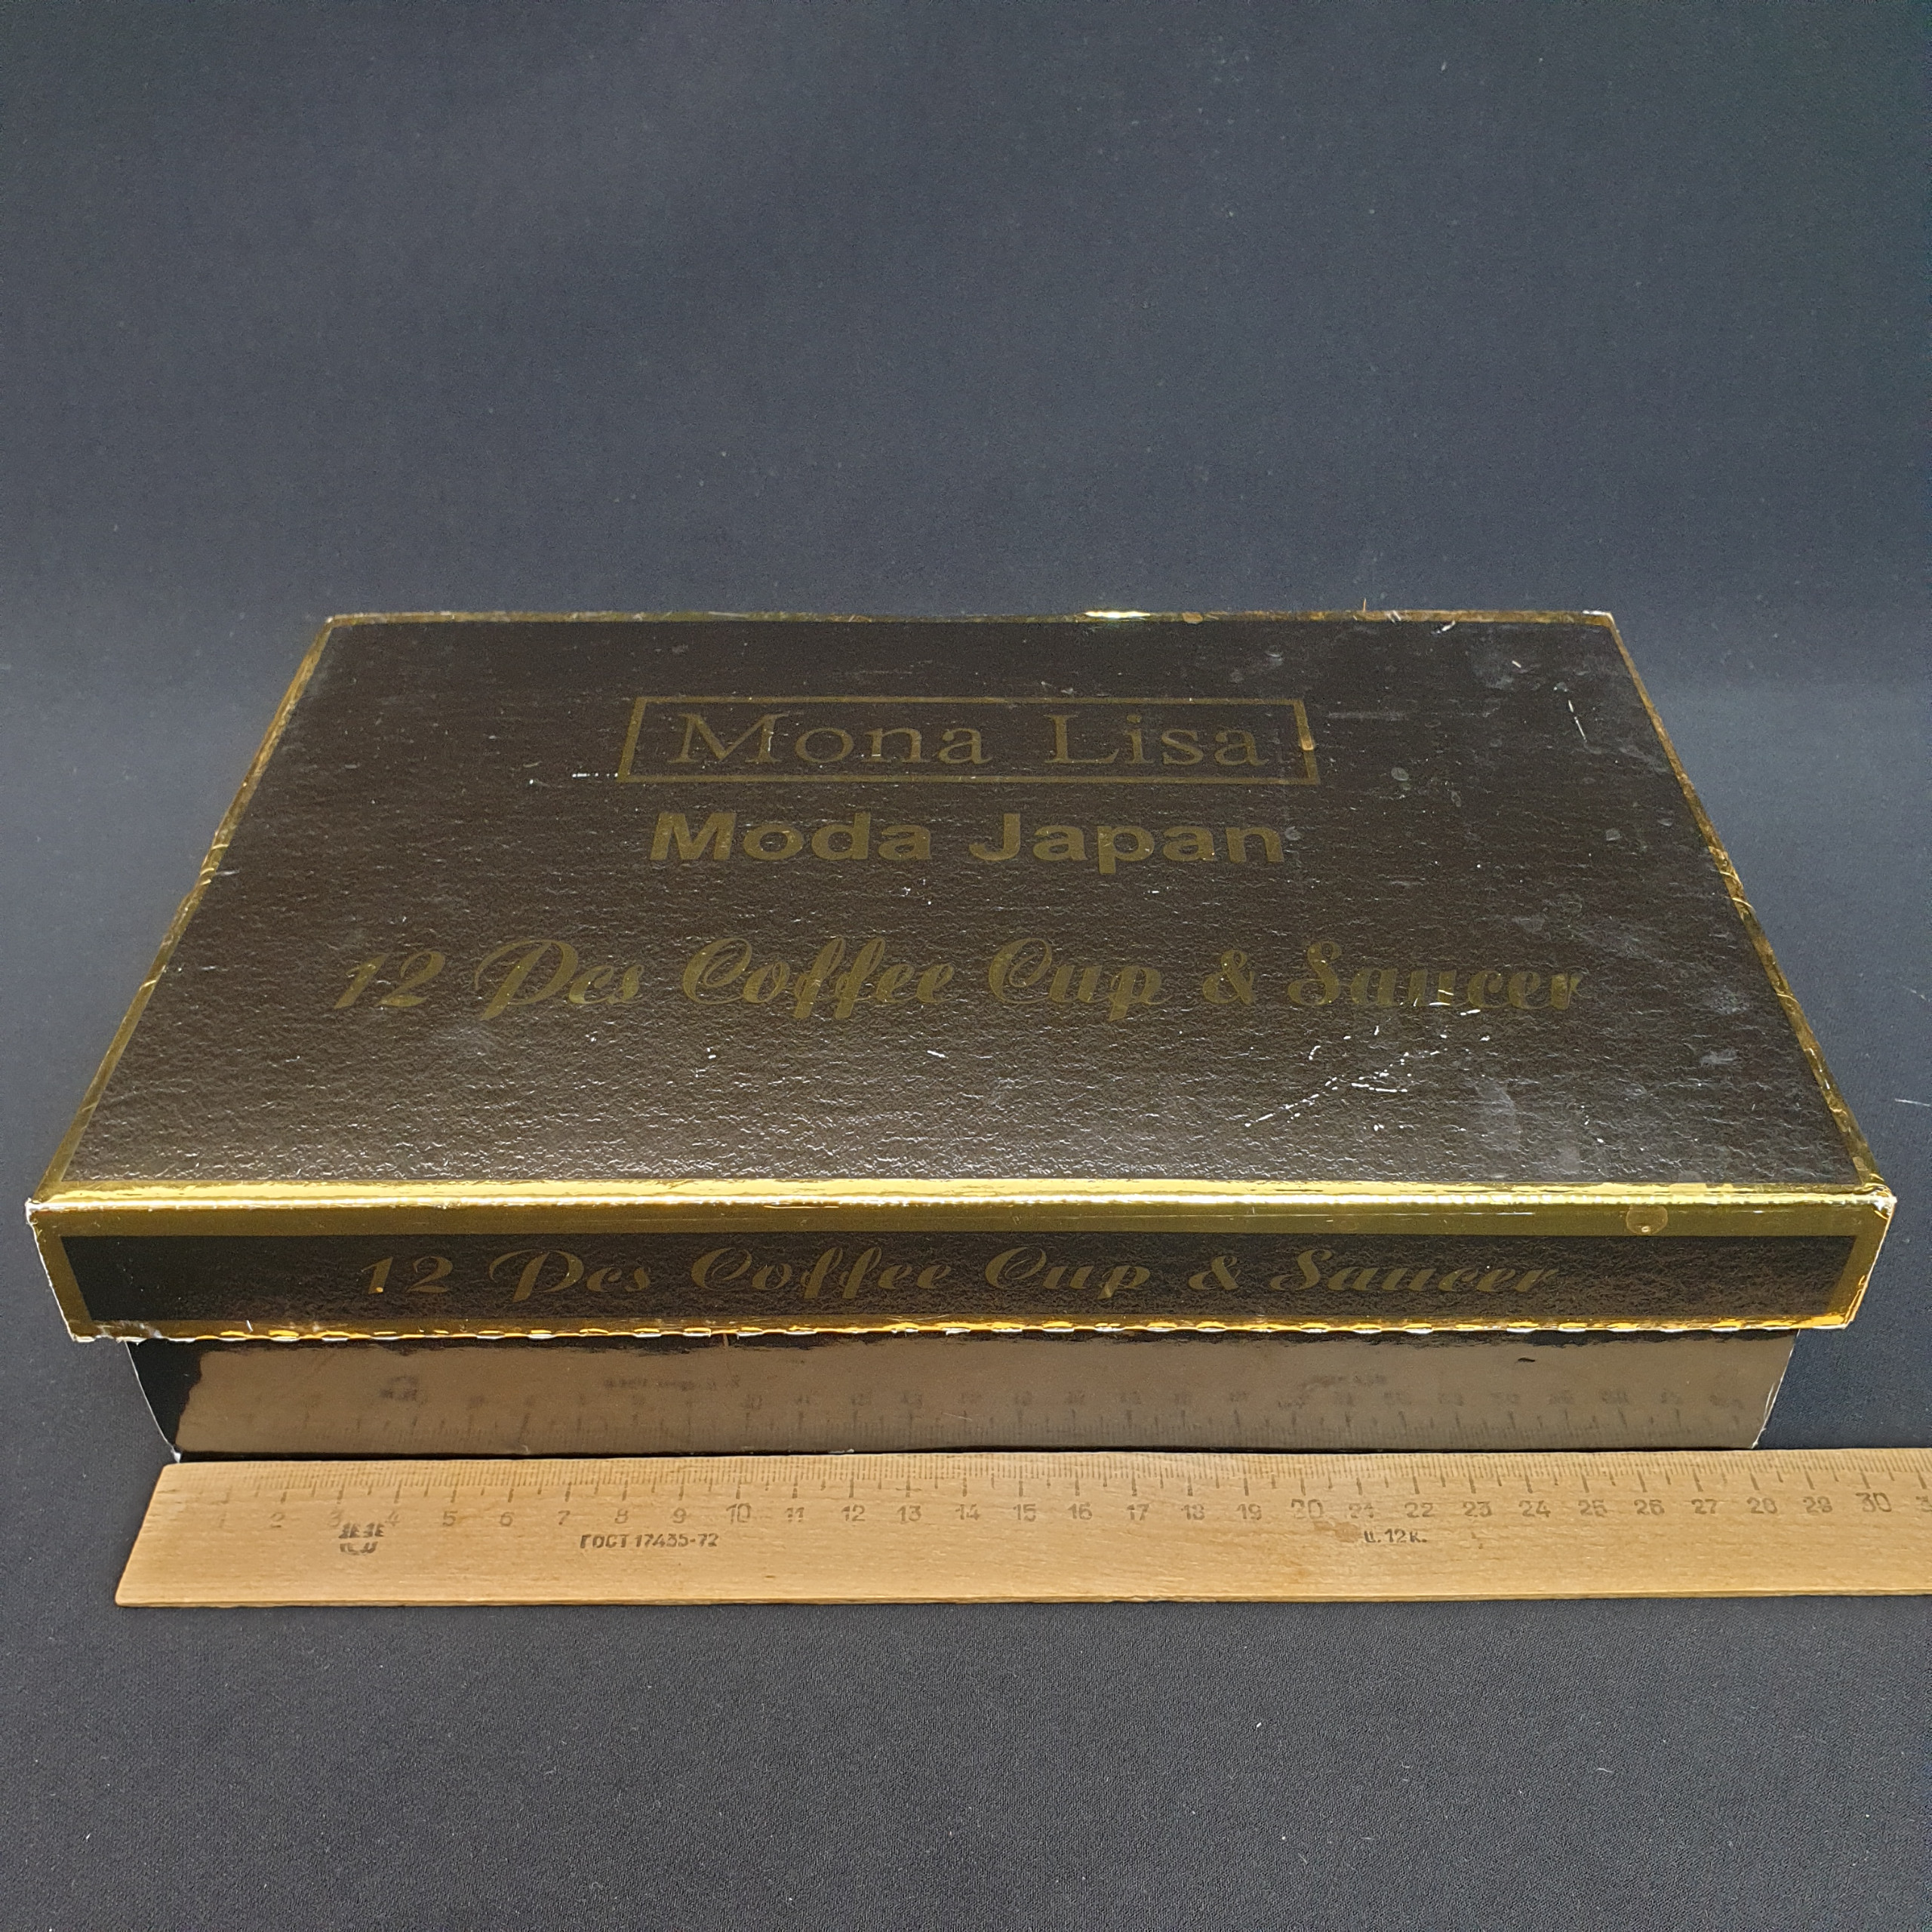 Mona Lisa
Moda Japan
12 Pcs Coffee Cup & Saucer
12 Pcs Coffee Cup & Saucer
1 2 3 4 5 6 7 8 9 10 11 12 13 14 15 16 17 18 19 20 21 22 23 24 25 26 27 28 29 30
ГОСТ 17435-72
Ц. 12к.